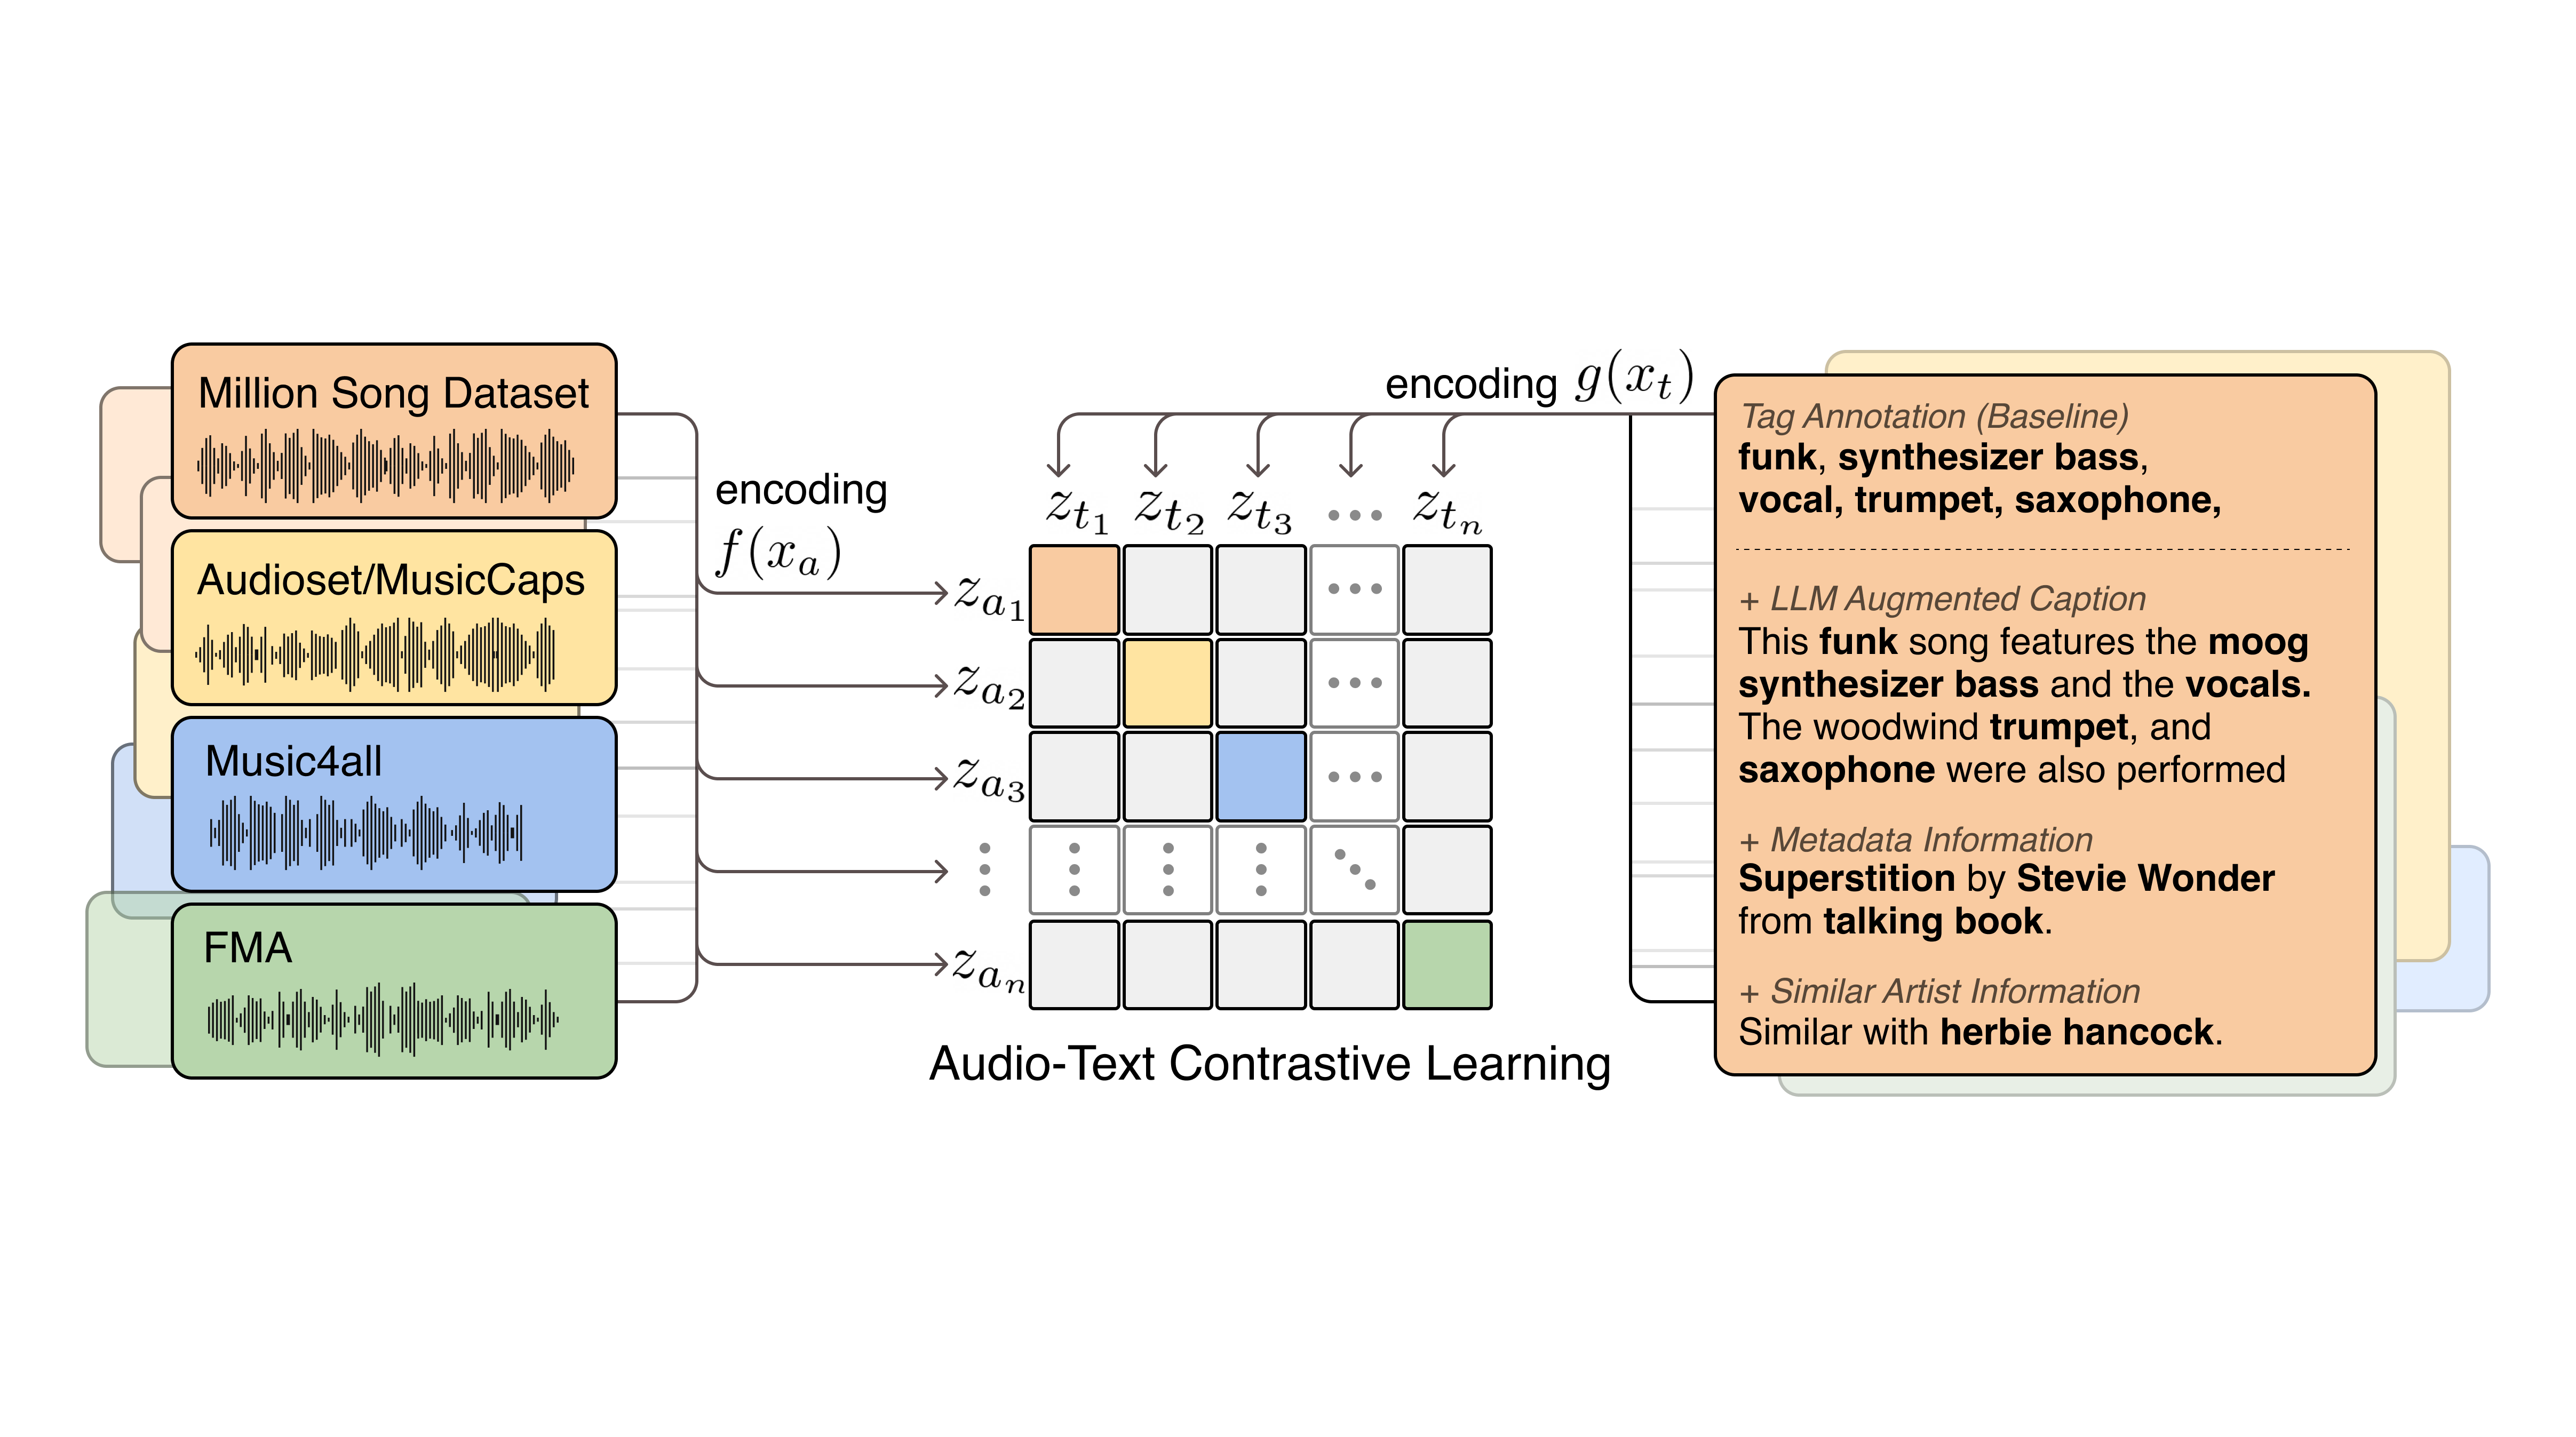 Million Song Dataset
Audioset/MusicCaps
Music4all
FMA
encoding
f(x_a)
encoding g(x_t)
z_{t_1} z_{t_2} z_{t_3} ••• z_{t_n}
z_{a_1}
z_{a_2}
z_{a_3}
z_{a_n}
Audio-Text Contrastive Learning
Tag Annotation (Baseline)
funk, synthesizer bass,
vocal, trumpet, saxophone,
+ LLM Augmented Caption
This funk song features the moog
synthesizer bass and the vocals.
The woodwind trumpet, and
saxophone were also performed
+ Metadata Information
Superstition by Stevie Wonder
from talking book.
+ Similar Artist Information
Similar with herbie hancock.